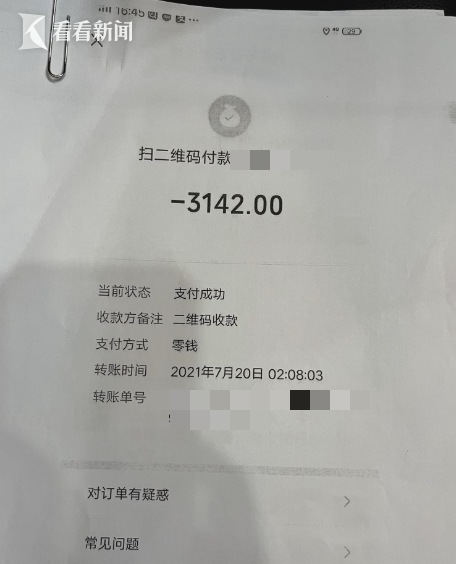 16:45
看看新闻
扫二维码付款
-3142.00
当前状态 支付成功
收款方备注 二维码收款
支付方式 零钱
转账时间 2021年7月20日 02:08:03
转账单号
对订单有疑惑
常见问题